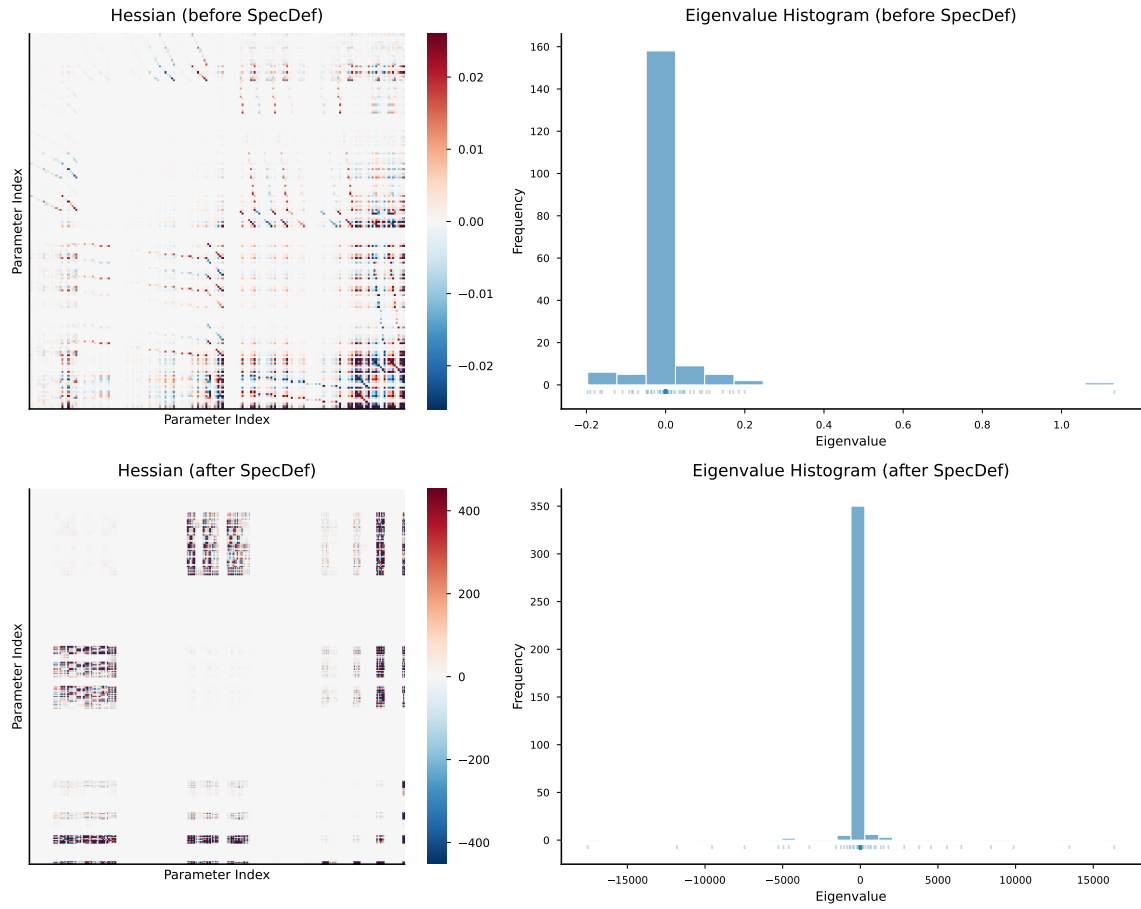 Hessian (before SpecDef)
Parameter Index
Parameter Index
0.02
0.01
0.00
−0.01
−0.02
Eigenvalue Histogram (before SpecDef)
Frequency
160
140
120
100
80
60
40
20
0
−0.2 0.0 0.2 0.4 0.6 0.8 1.0
Eigenvalue
Hessian (after SpecDef)
Parameter Index
Parameter Index
400
200
0
−200
−400
Eigenvalue Histogram (after SpecDef)
Frequency
350
300
250
200
150
100
50
0
−15000 −10000 −5000 0 5000 10000 15000
Eigenvalue